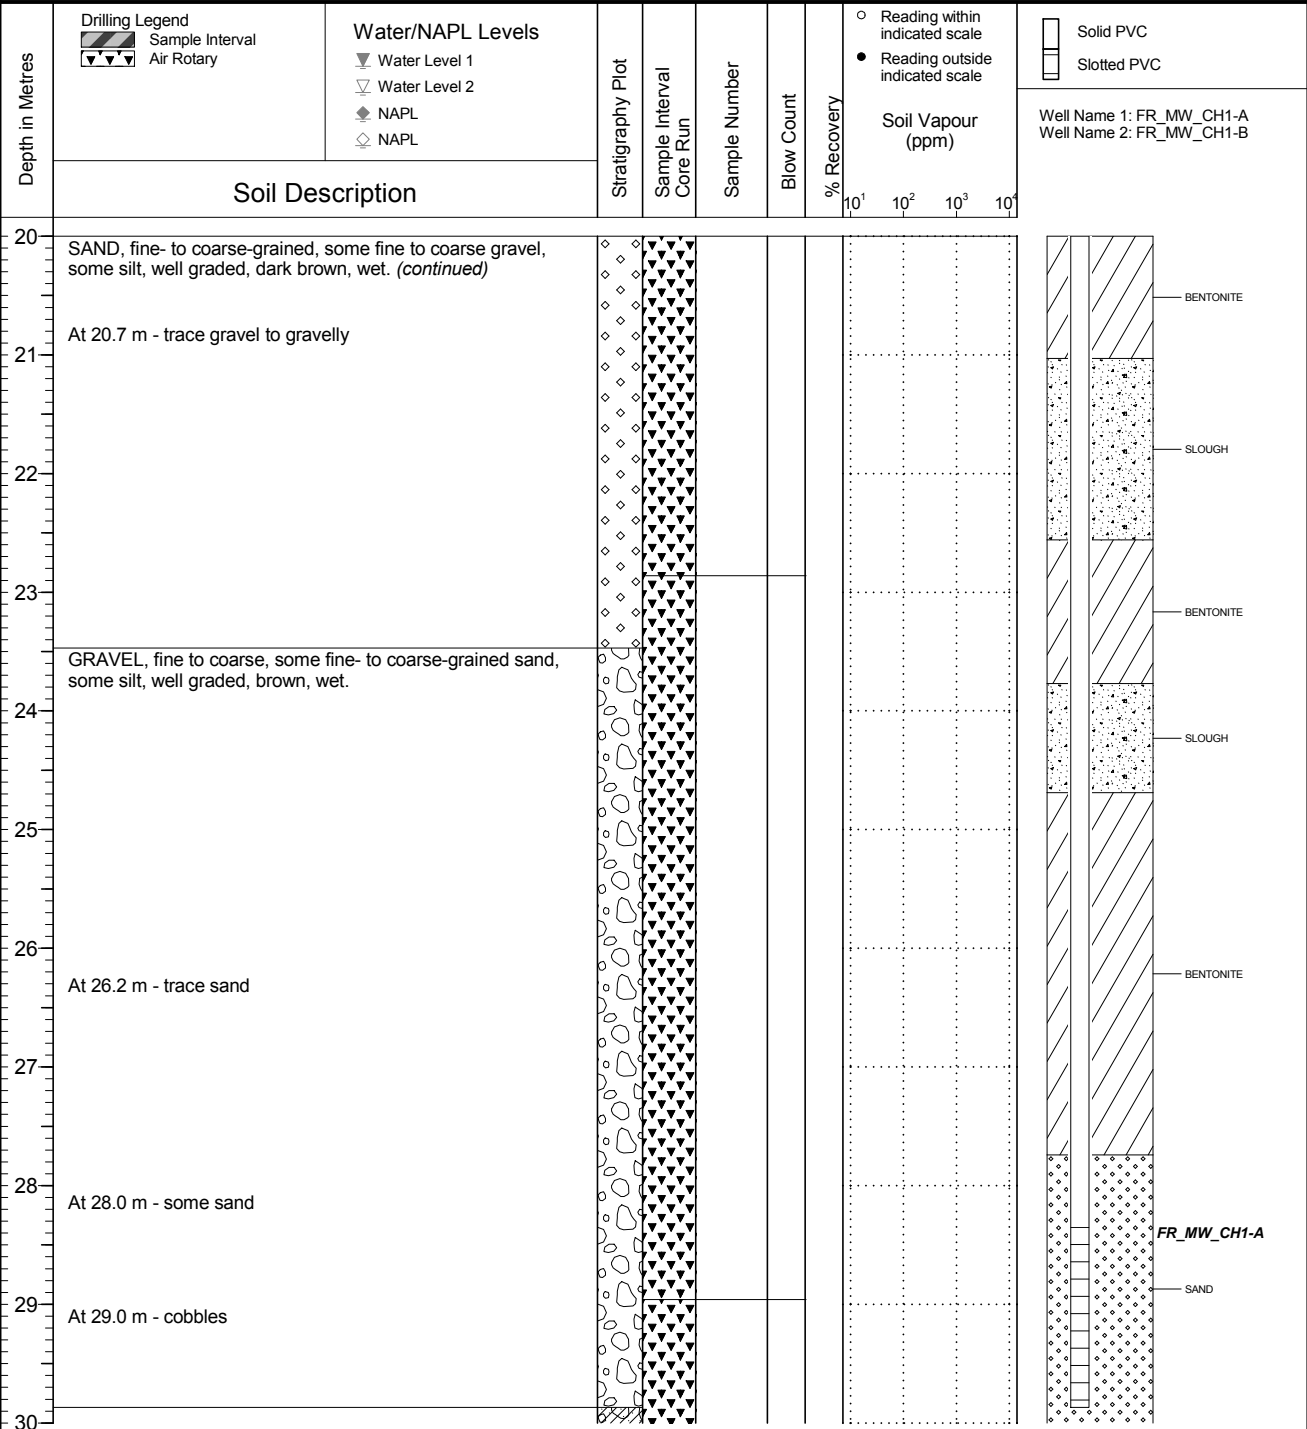 Depth in Metres
Drilling Legend
Sample Interval
Air Rotary
Water/NAPL Levels
Water Level 1
Water Level 2
NAPL
NAPL
Soil Description
Stratigraphy Plot
Sample Interval
Core Run
Sample Number
Blow Count
% Recovery
Reading within
indicated scale
Reading outside
indicated scale
Soil Vapour
(ppm)
10¹ 10² 10³ 10⁴
Solid PVC
Slotted PVC
Well Name 1: FR_MW_CH1-A
Well Name 2: FR_MW_CH1-B
20
SAND, fine- to coarse-grained, some fine to coarse gravel,
some silt, well graded, dark brown, wet. (continued)
BENTONITE
At 20.7 m - trace gravel to gravelly
21
SLOUGH
22
23
BENTONITE
GRAVEL, fine to coarse, some fine- to coarse-grained sand,
some silt, well graded, brown, wet.
24
SLOUGH
25
26
BENTONITE
At 26.2 m - trace sand
27
28
At 28.0 m - some sand
FR_MW_CH1-A
SAND
29
At 29.0 m - cobbles
30